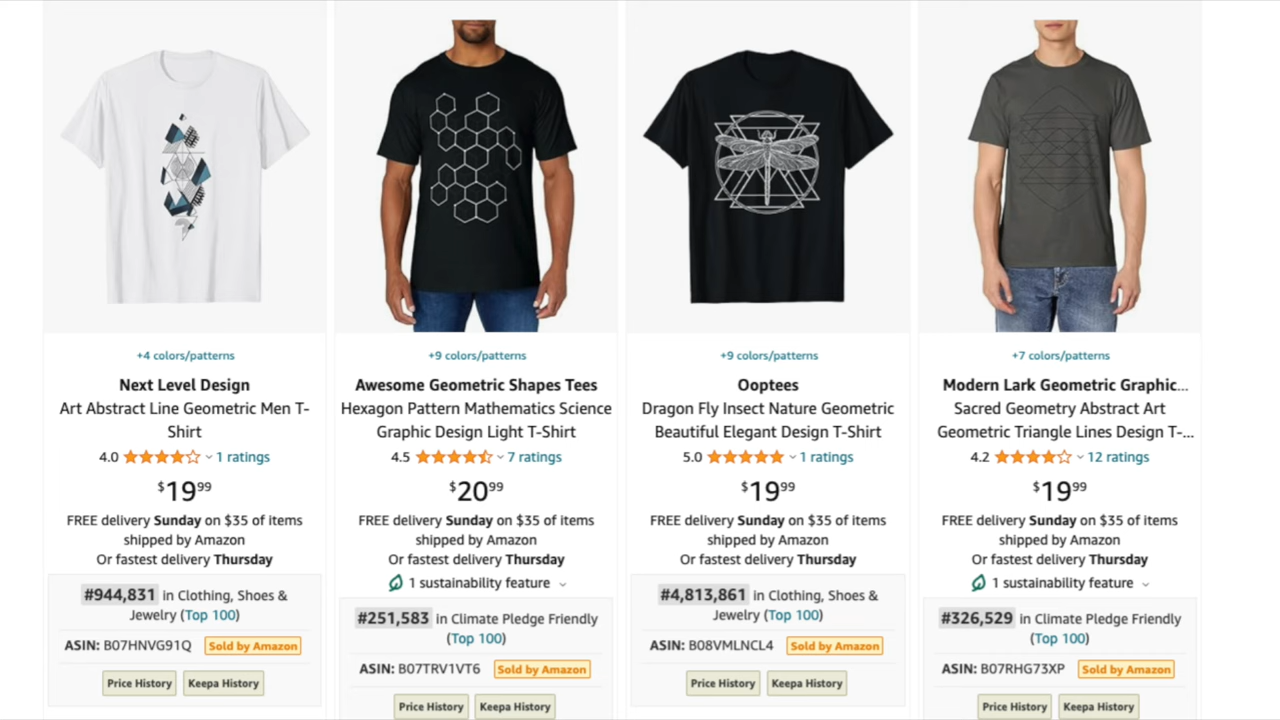 +4 colors/patterns
Next Level Design
Art Abstract Line Geometric Men T-
Shirt
4.0 1 ratings
$19.99
FREE delivery Sunday on $35 of items
shipped by Amazon
Or fastest delivery Thursday
#944,831 in Clothing, Shoes &
Jewelry (Top 100)
ASIN: B07HNVG91Q Sold by Amazon
Price History Keepa History
+9 colors/patterns
Awesome Geometric Shapes Tees
Hexagon Pattern Mathematics Science
Graphic Design Light T-Shirt
4.5 7 ratings
$20.99
FREE delivery Sunday on $35 of items
shipped by Amazon
Or fastest delivery Thursday
1 sustainability feature
#251,583 in Climate Pledge Friendly
(Top 100)
ASIN: B07TRV1VT6 Sold by Amazon
Price History Keepa History
+9 colors/patterns
Ooptees
Dragon Fly Insect Nature Geometric
Beautiful Elegant Design T-Shirt
5.0 1 ratings
$19.99
FREE delivery Sunday on $35 of items
shipped by Amazon
Or fastest delivery Thursday
#4,813,861 in Clothing, Shoes &
Jewelry (Top 100)
ASIN: B08VMLNCL4 Sold by Amazon
Price History Keepa History
+7 colors/patterns
Modern Lark Geometric Graphic...
Sacred Geometry Abstract Art
Geometric Triangle Lines Design T-...
4.2 12 ratings
$19.99
FREE delivery Sunday on $35 of items
shipped by Amazon
Or fastest delivery Thursday
1 sustainability feature
#326,529 in Climate Pledge Friendly
(Top 100)
ASIN: B07RHG73XP Sold by Amazon
Price History Keepa History